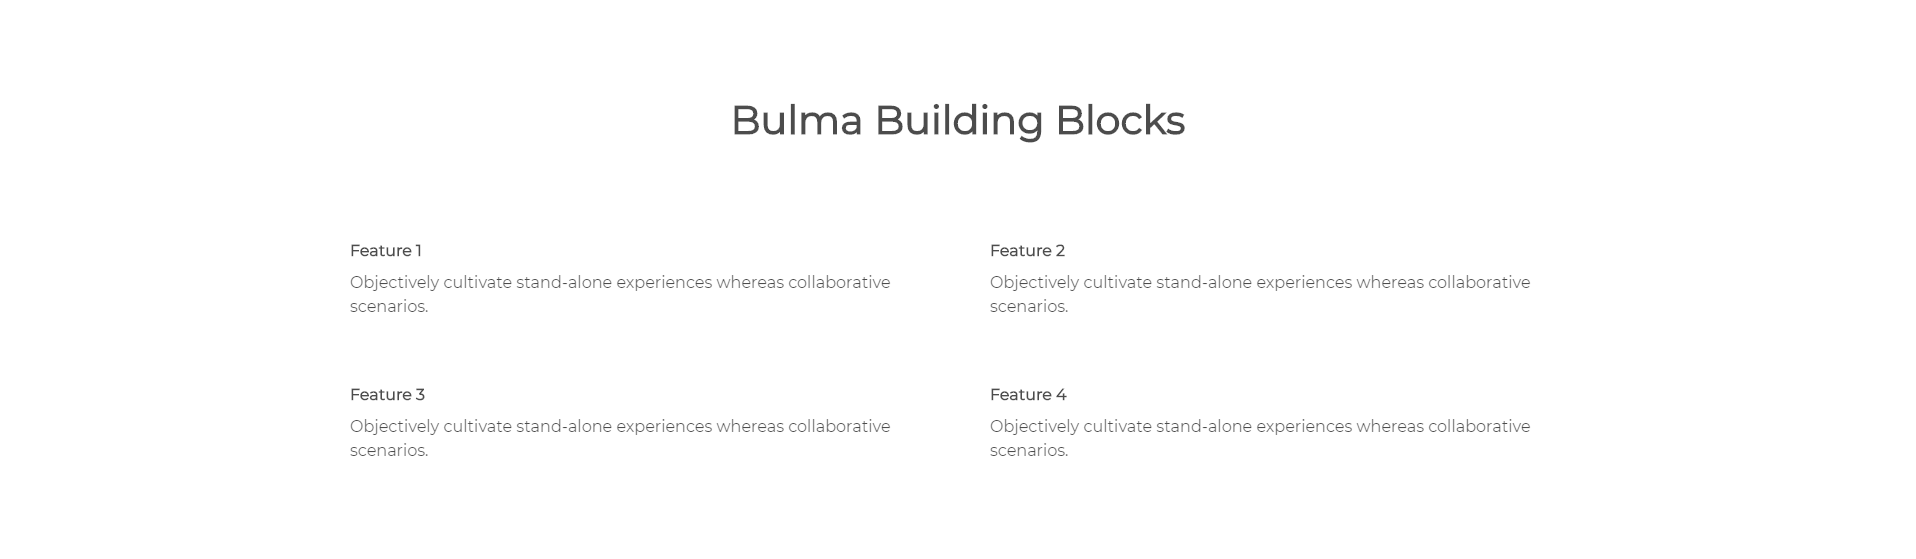 Bulma Building Blocks
Feature 1
Objectively cultivate stand-alone experiences whereas collaborative
scenarios.
Feature 2
Objectively cultivate stand-alone experiences whereas collaborative
scenarios.
Feature 3
Objectively cultivate stand-alone experiences whereas collaborative
scenarios.
Feature 4
Objectively cultivate stand-alone experiences whereas collaborative
scenarios.